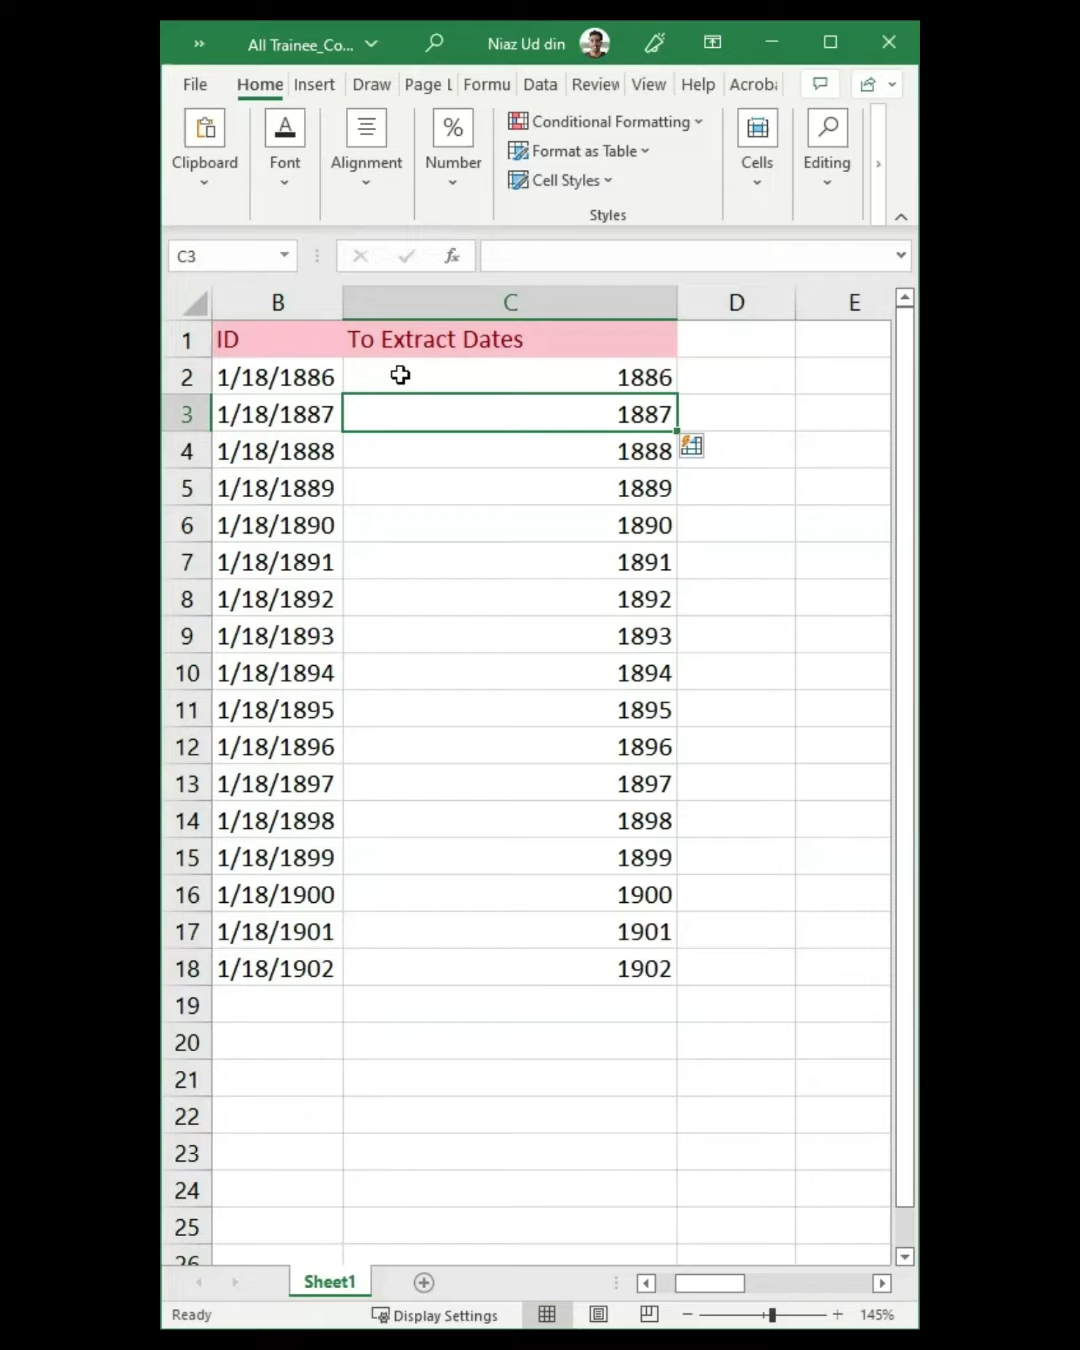 » All Trainee_Co... Niaz Ud din
File Home Insert Draw Page L Formu Data Review View Help Acroba
Clipboard Font Alignment Number Conditional Formatting Format as Table Cell Styles Styles Cells Editing
C3 fx
B C D E
1 ID To Extract Dates
2 1/18/1886 1886
3 1/18/1887 1887
4 1/18/1888 1888
5 1/18/1889 1889
6 1/18/1890 1890
7 1/18/1891 1891
8 1/18/1892 1892
9 1/18/1893 1893
10 1/18/1894 1894
11 1/18/1895 1895
12 1/18/1896 1896
13 1/18/1897 1897
14 1/18/1898 1898
15 1/18/1899 1899
16 1/18/1900 1900
17 1/18/1901 1901
18 1/18/1902 1902
19
20
21
22
23
24
25
26
Sheet1
Ready Display Settings 145%